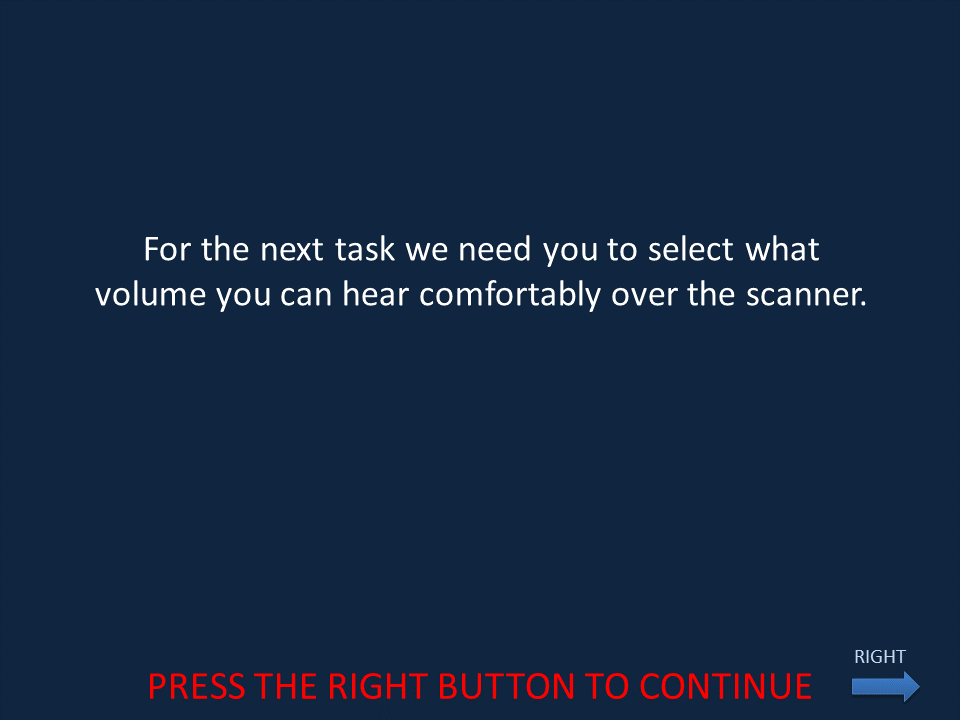 For the next task we need you to select what
volume you can hear comfortably over the scanner.
RIGHT
PRESS THE RIGHT BUTTON TO CONTINUE